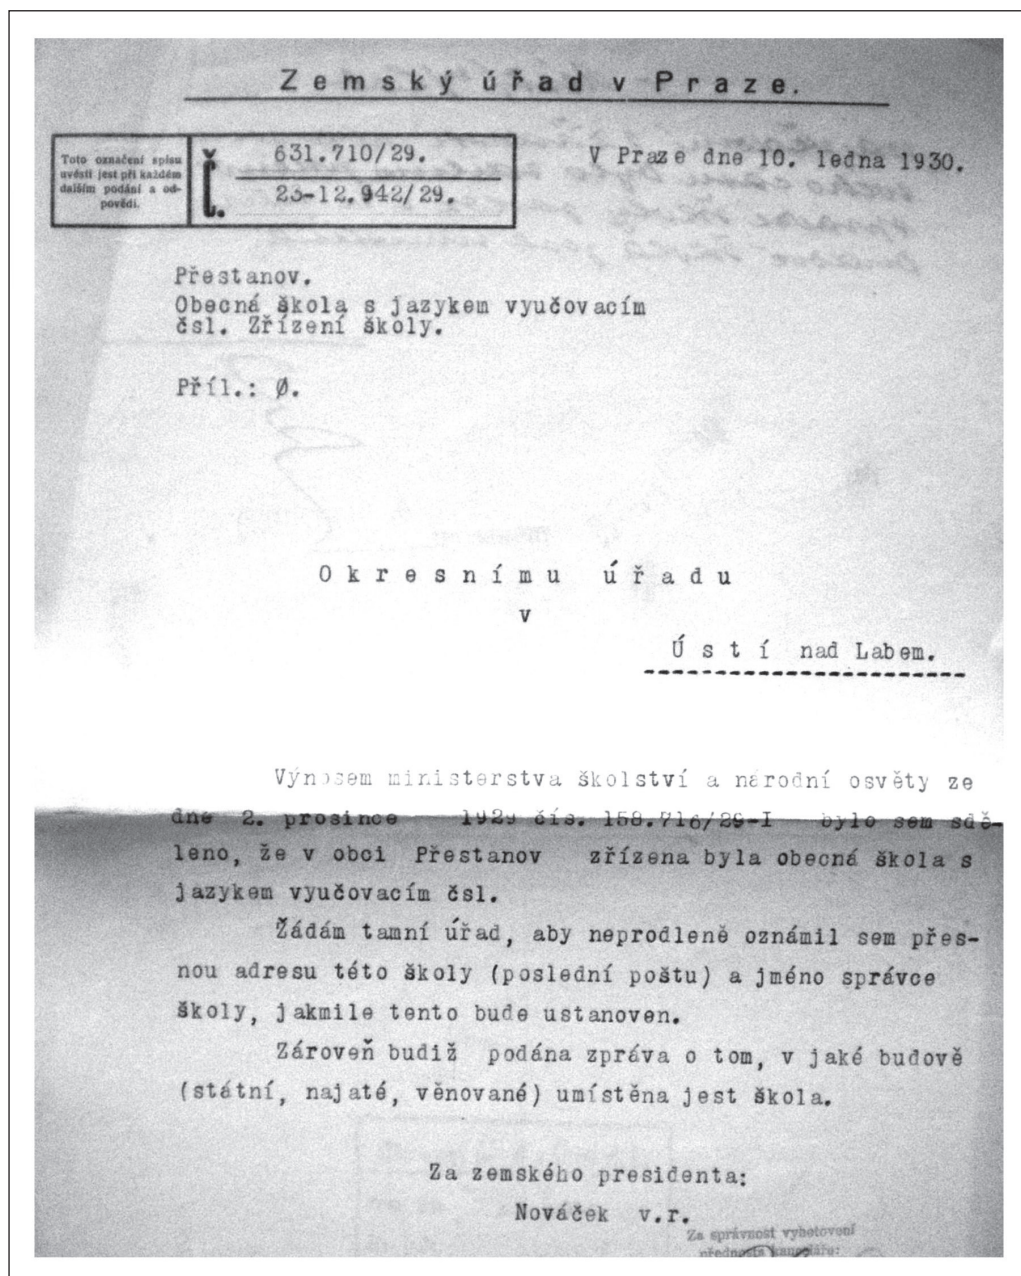 Zemský úřad v Praze.
Toto označení spisu
uvésti jest při každém
dalším podání a od-
povědi.
Č.
631.710/29.
23-12.942/29.
V Praze dne 10. ledna 1930.
Přestanov.
Obecná škola s jazykem vyučovacím
čsl. Zřízení školy.
Příl.: Ø.
Okresnímu úřadu
v
Ústí nad Labem.
Výnosem ministerstva školství a národní osvěty ze
dne 2. prosince 1929 čís. 158.716/29-I bylo sem sdě-
leno, že v obci Přestanov zřízena byla obecná škola s
jazykem vyučovacím čsl.
Žádám tamní úřad, aby neprodleně oznámil sem přes-
nou adresu této školy (poslední poštu) a jméno správce
školy, jakmile tento bude ustanoven.
Zároveň budiž podána zpráva o tom, v jaké budově
(státní, najaté, věnované) umístěna jest škola.
Za zemského presidenta:
Nováček v.r.
Za správnost vyhotovení
přednosta kanceláře: